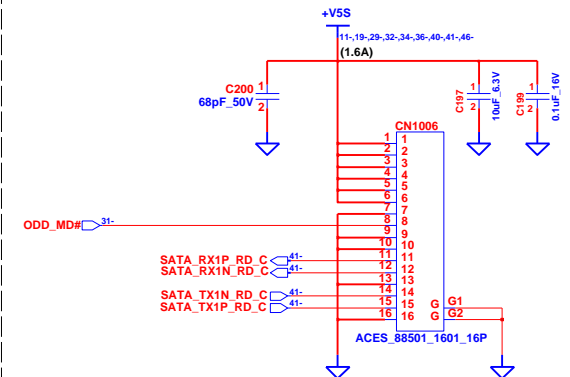 +V5S
11-,19-,29-,32-,34-,36-,40-,41-,46-
(1.6A)
C200 1 2
68pF_50V
C197 1 2
10uF_6.3V
C199 1 2
0.1uF_16V
CN1006
1 1
2 2
3 3
4 4
5 5
6 6
7 7
ODD_MD# 31- 8 8
9 9
10 10
SATA_RX1P_RD_C 41- 11 11
SATA_RX1N_RD_C 41- 12 12
13 13
SATA_TX1N_RD_C 41- 14 14
SATA_TX1P_RD_C 41- 15 15 G G1
16 16 G G2
ACES_88501_1601_16P